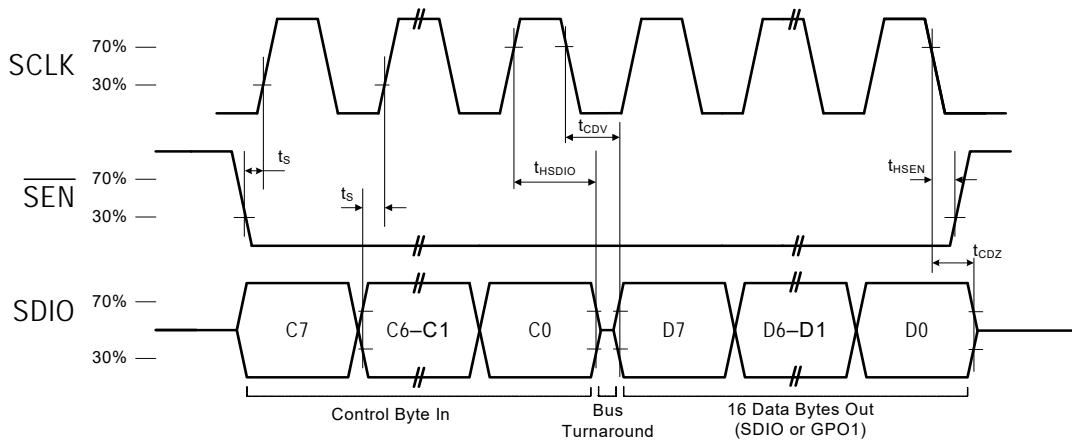 SCLK
70%
30%
SEN
70%
30%
tS
tS
tCDV
tHSDIO
tHSEN
tCDZ
SDIO
70%
30%
C7
C6–C1
C0
D7
D6–D1
D0
Control Byte In
Bus
Turnaround
16 Data Bytes Out
(SDIO or GPO1)